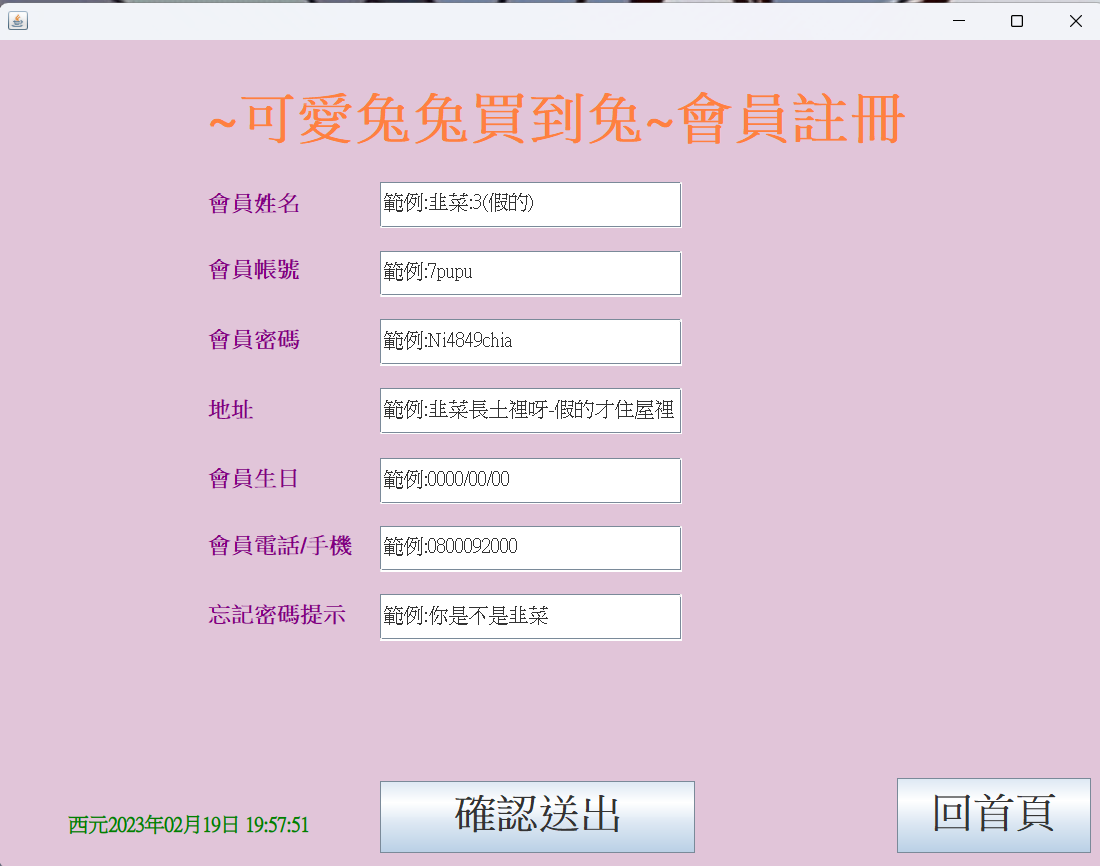 ~可愛兔兔買到兔~會員註冊
會員姓名 範例:韭菜:3(假的)
會員帳號 範例:7pupu
會員密碼 範例:Ni4849chia
地址 範例:韭菜長土裡呀-假的才住屋裡
會員生日 範例:0000/00/00
會員電話/手機 範例:0800092000
忘記密碼提示 範例:你是不是韭菜
西元2023年02月19日 19:57:51 確認送出 回首頁